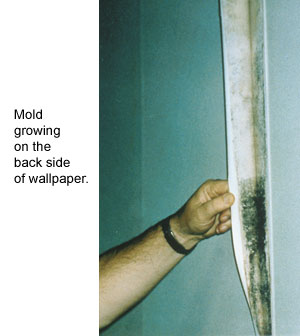 Mold
growing
on the
back side
of wallpaper.